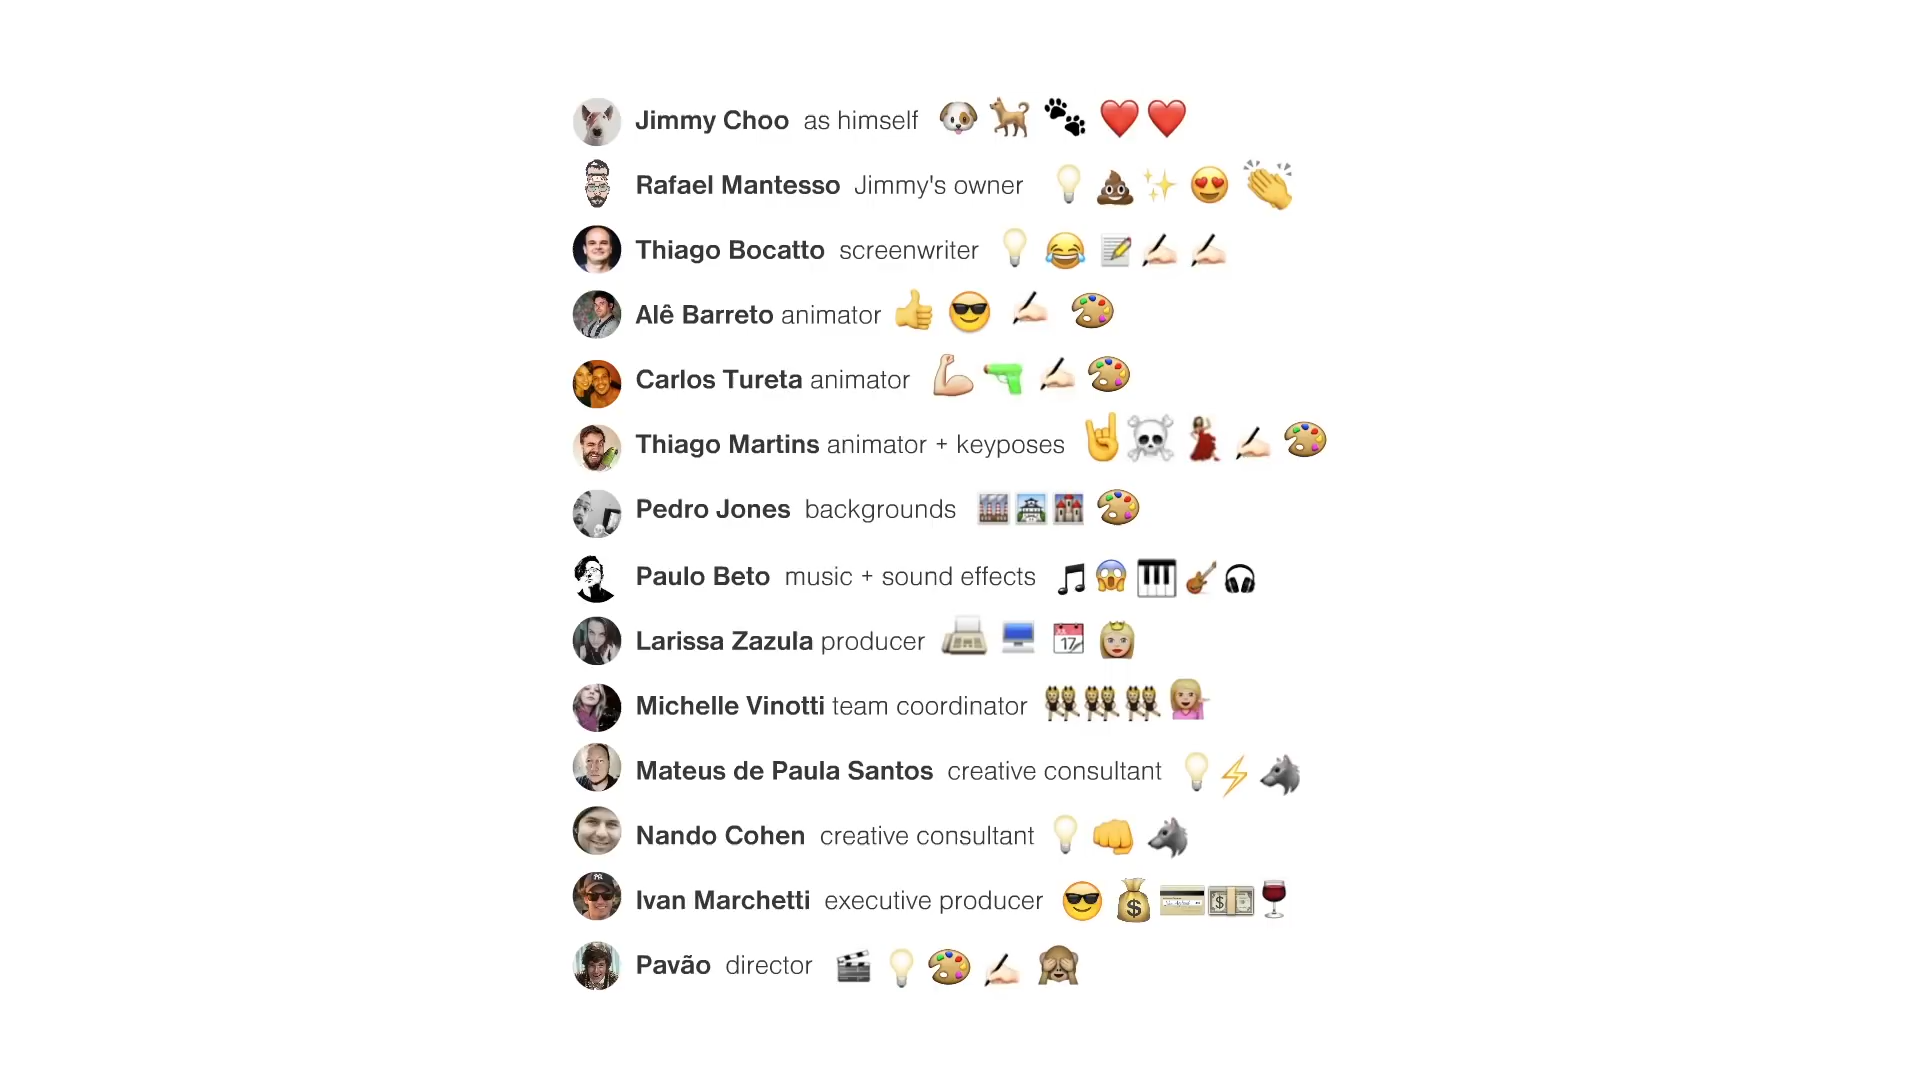 Jimmy Choo as himself
Rafael Mantesso Jimmy's owner
Thiago Bocatto screenwriter
Alê Barreto animator
Carlos Tureta animator
Thiago Martins animator + keyposes
Pedro Jones backgrounds
Paulo Beto music + sound effects
Larissa Zazula producer
Michelle Vinotti team coordinator
Mateus de Paula Santos creative consultant
Nando Cohen creative consultant
Ivan Marchetti executive producer
Pavão director